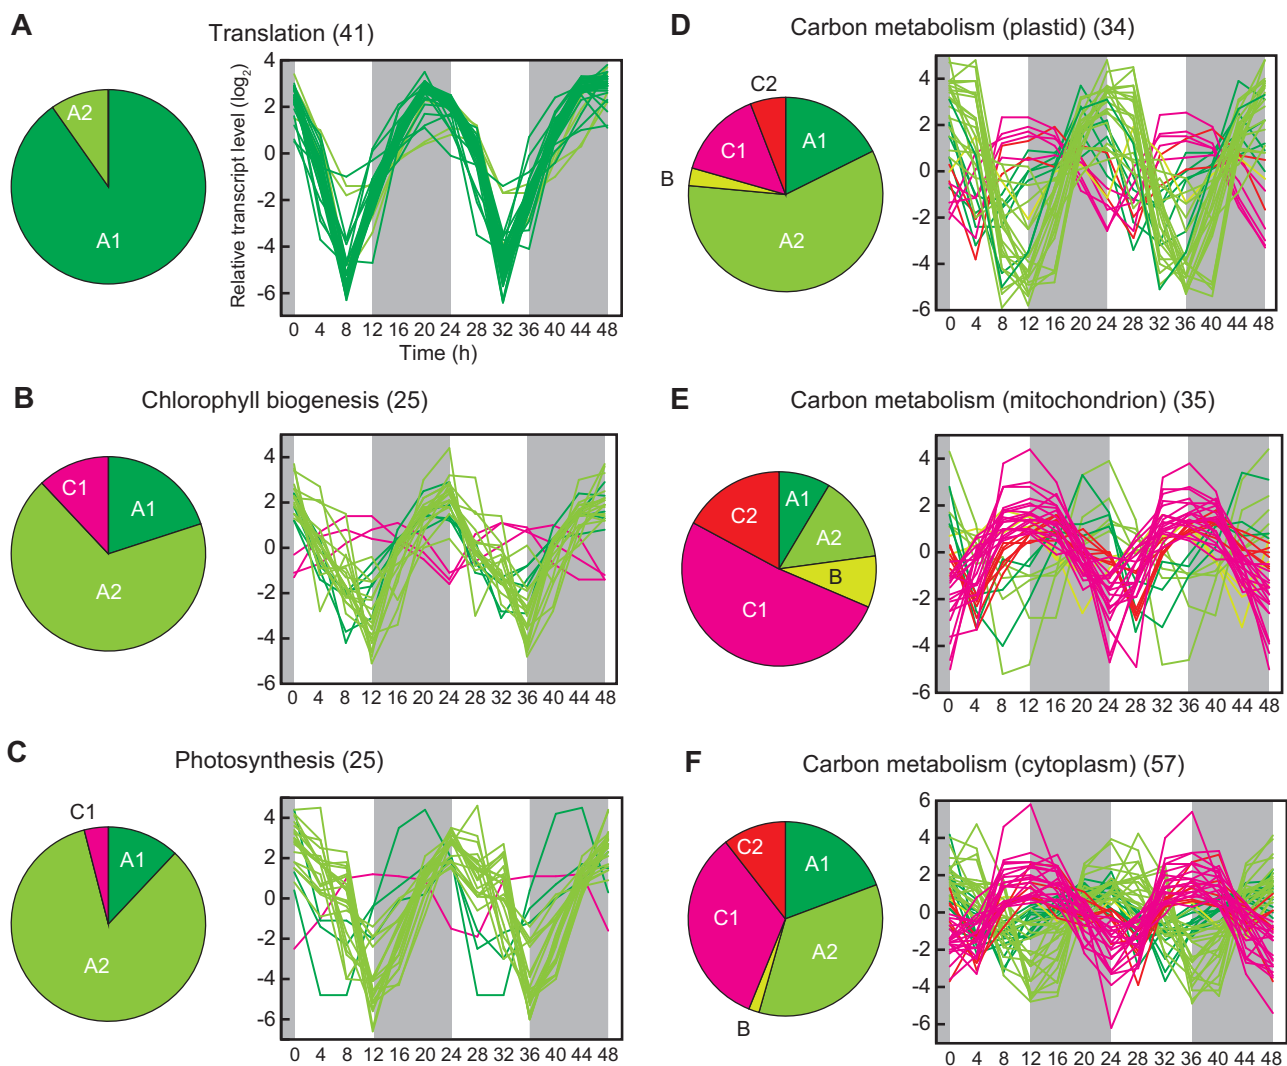 A
Translation (41)
A2
A1
Relative transcript level (log2)
4
2
0
-2
-4
-6
0 4 8 12 16 20 24 28 32 36 40 44 48
Time (h)
B
Chlorophyll biogenesis (25)
C1
A1
A2
4
2
0
-2
-4
-6
0 4 8 12 16 20 24 28 32 36 40 44 48
C
Photosynthesis (25)
C1
A1
A2
4
2
0
-2
-4
-6
0 4 8 12 16 20 24 28 32 36 40 44 48
D
Carbon metabolism (plastid) (34)
C2
C1
A1
B
A2
4
2
0
-2
-4
-6
0 4 8 12 16 20 24 28 32 36 40 44 48
E
Carbon metabolism (mitochondrion) (35)
C2
A1
A2
B
C1
4
2
0
-2
-4
-6
0 4 8 12 16 20 24 28 32 36 40 44 48
F
Carbon metabolism (cytoplasm) (57)
C2
A1
C1
A2
B
6
4
2
0
-2
-4
-6
0 4 8 12 16 20 24 28 32 36 40 44 48